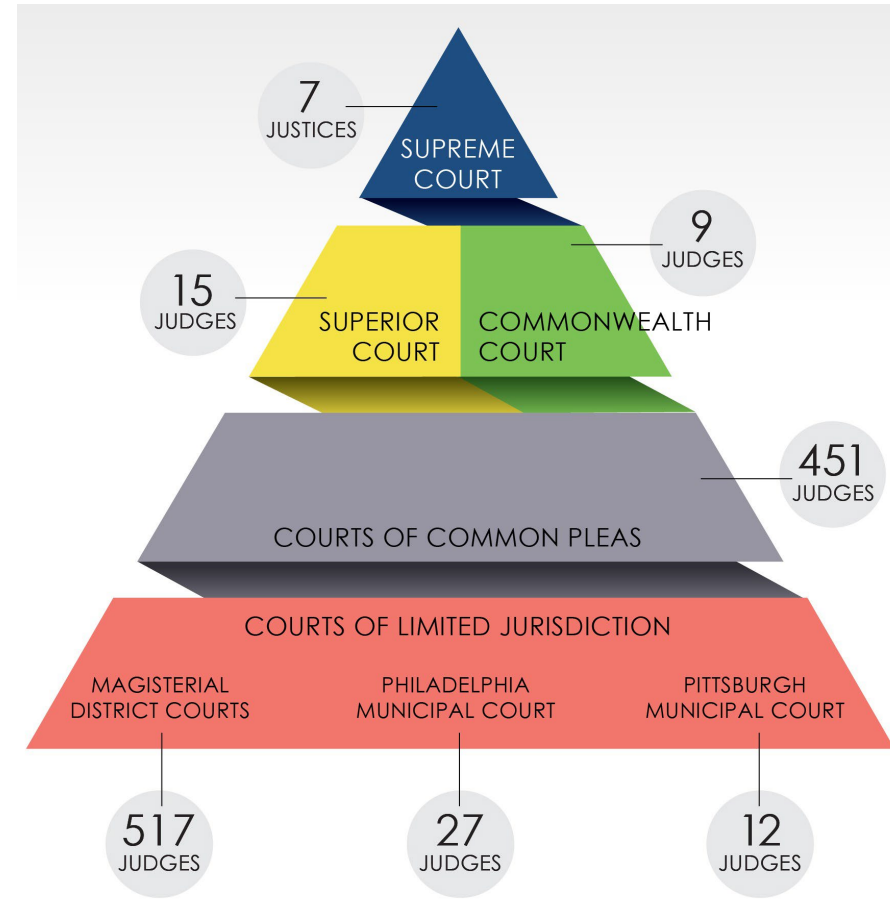 7
JUSTICES
SUPREME
COURT
9
JUDGES
15
JUDGES
SUPERIOR
COURT
COMMONWEALTH
COURT
451
JUDGES
COURTS OF COMMON PLEAS
COURTS OF LIMITED JURISDICTION
MAGISTERIAL
DISTRICT COURTS
PHILADELPHIA
MUNICIPAL COURT
PITTSBURGH
MUNICIPAL COURT
517
JUDGES
27
JUDGES
12
JUDGES